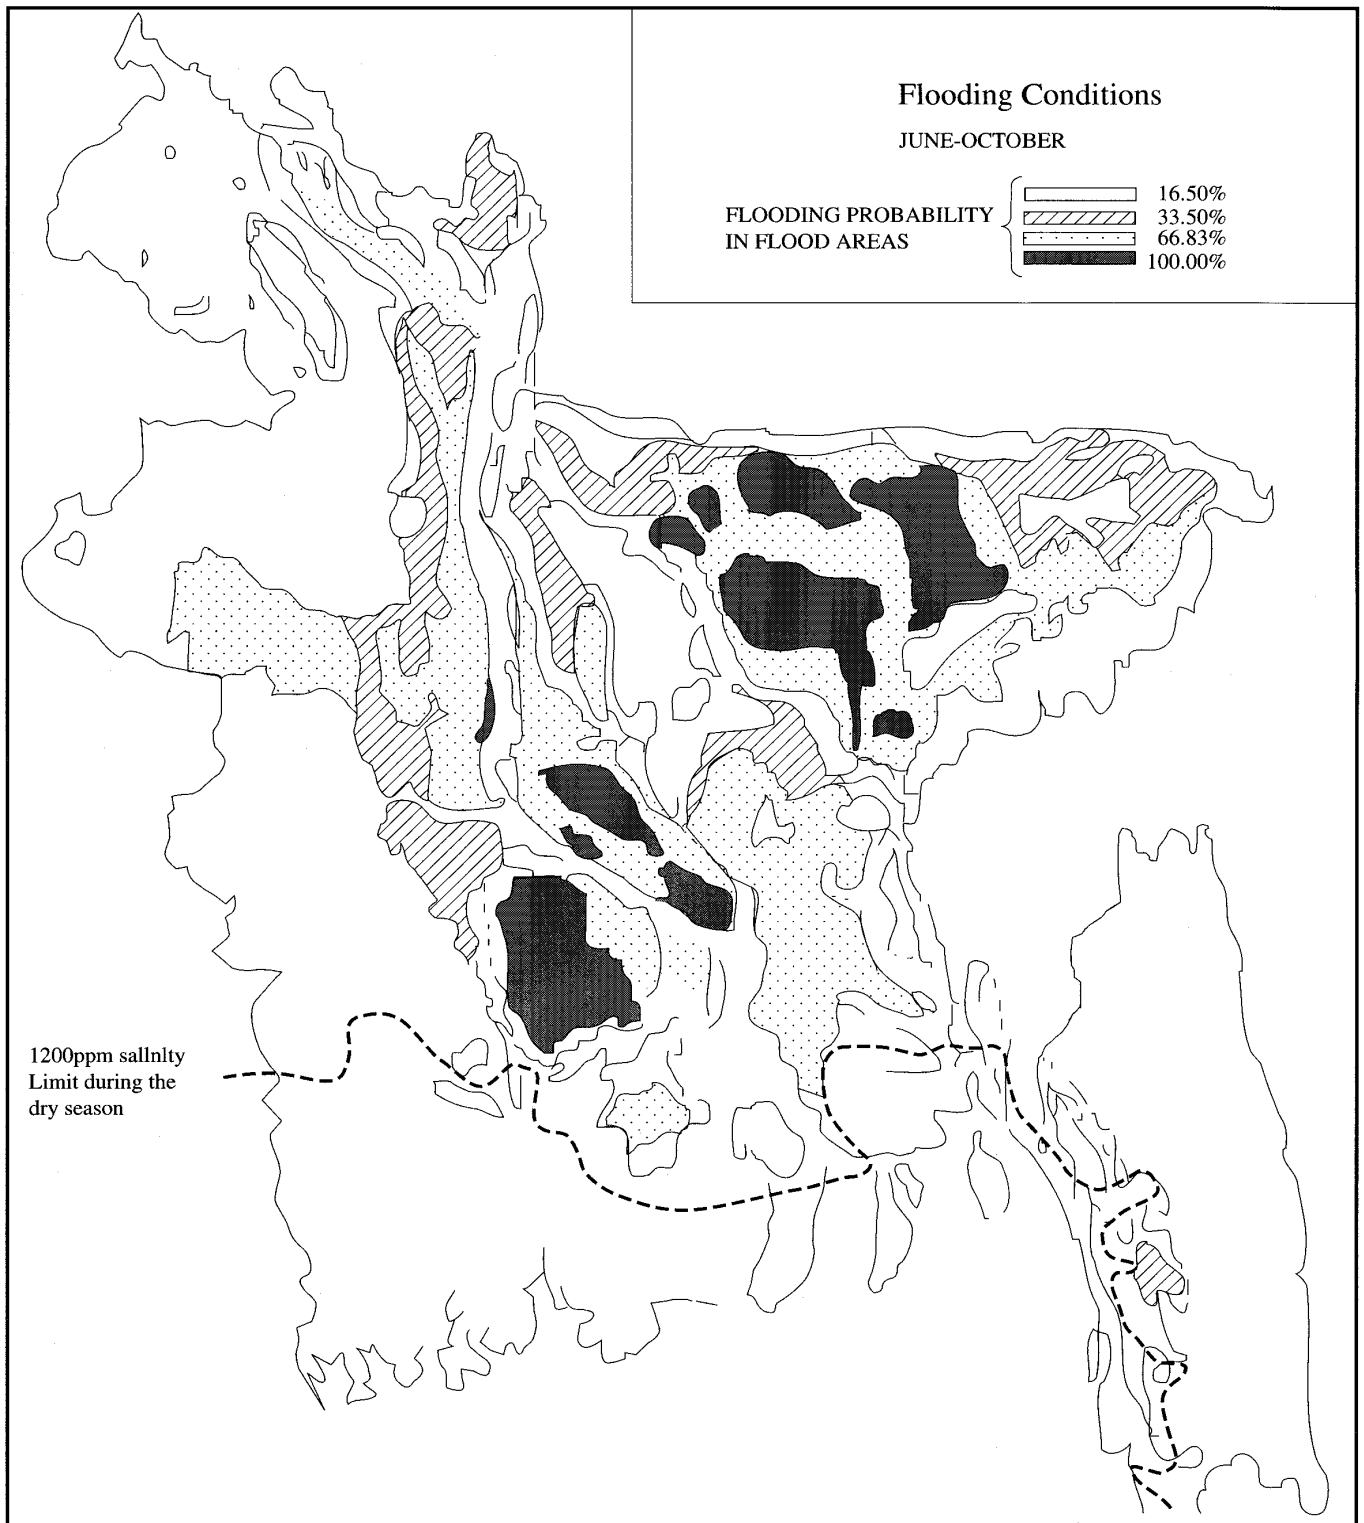 Flooding Conditions
JUNE-OCTOBER
FLOODING PROBABILITY
IN FLOOD AREAS
16.50%
33.50%
66.83%
100.00%
1200ppm sallnlty
Limit during the
dry season